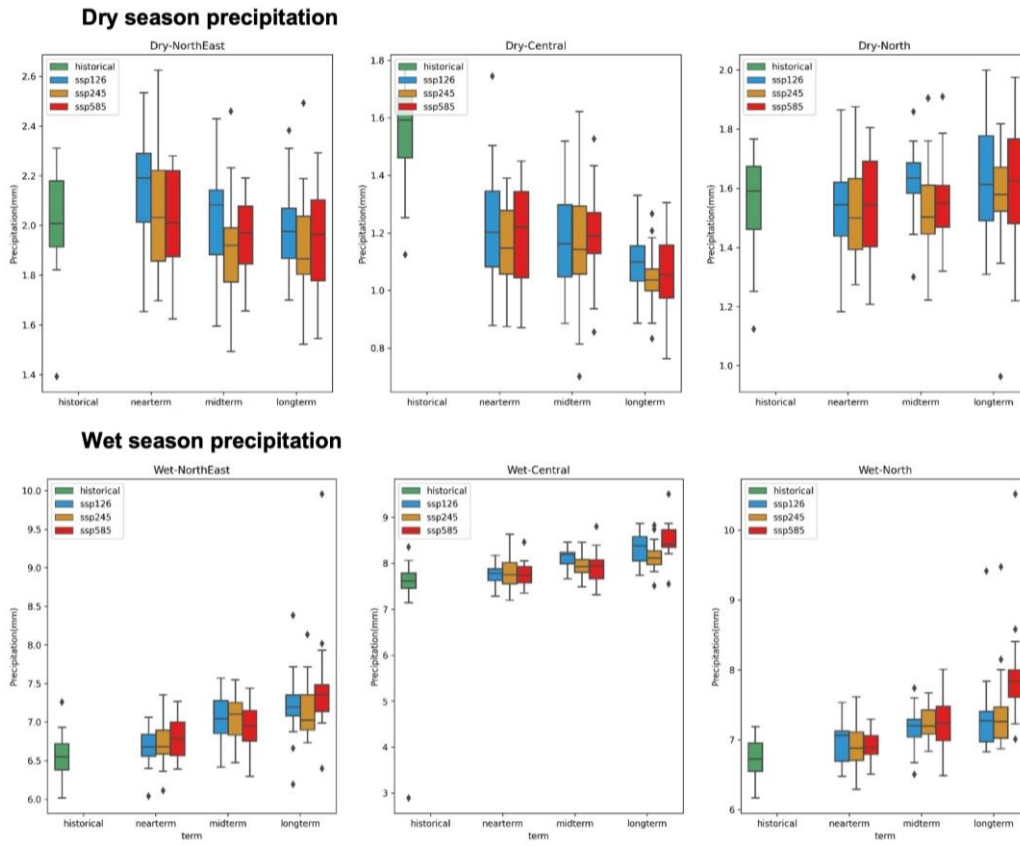 Dry season precipitation
Dry-NorthEast
historical
ssp126
ssp245
ssp585
Precipitation(mm)
2.6
2.4
2.2
2.0
1.8
1.6
1.4
historical nearterm midterm longterm
Dry-Central
historical
ssp126
ssp245
ssp585
Precipitation(mm)
1.8
1.6
1.4
1.2
1.0
0.8
historical nearterm midterm longterm
Dry-North
historical
ssp126
ssp245
ssp585
Precipitation(mm)
2.0
1.8
1.6
1.4
1.2
1.0
historical nearterm midterm longterm
Wet season precipitation
Wet-NorthEast
historical
ssp126
ssp245
ssp585
Precipitation(mm)
10.0
9.5
9.0
8.5
8.0
7.5
7.0
6.5
6.0
historical nearterm midterm longterm
term
Wet-Central
historical
ssp126
ssp245
ssp585
Precipitation(mm)
9
8
7
6
5
4
3
historical nearterm midterm longterm
term
Wet-North
historical
ssp126
ssp245
ssp585
Precipitation(mm)
10
9
8
7
6
historical nearterm midterm longterm
term